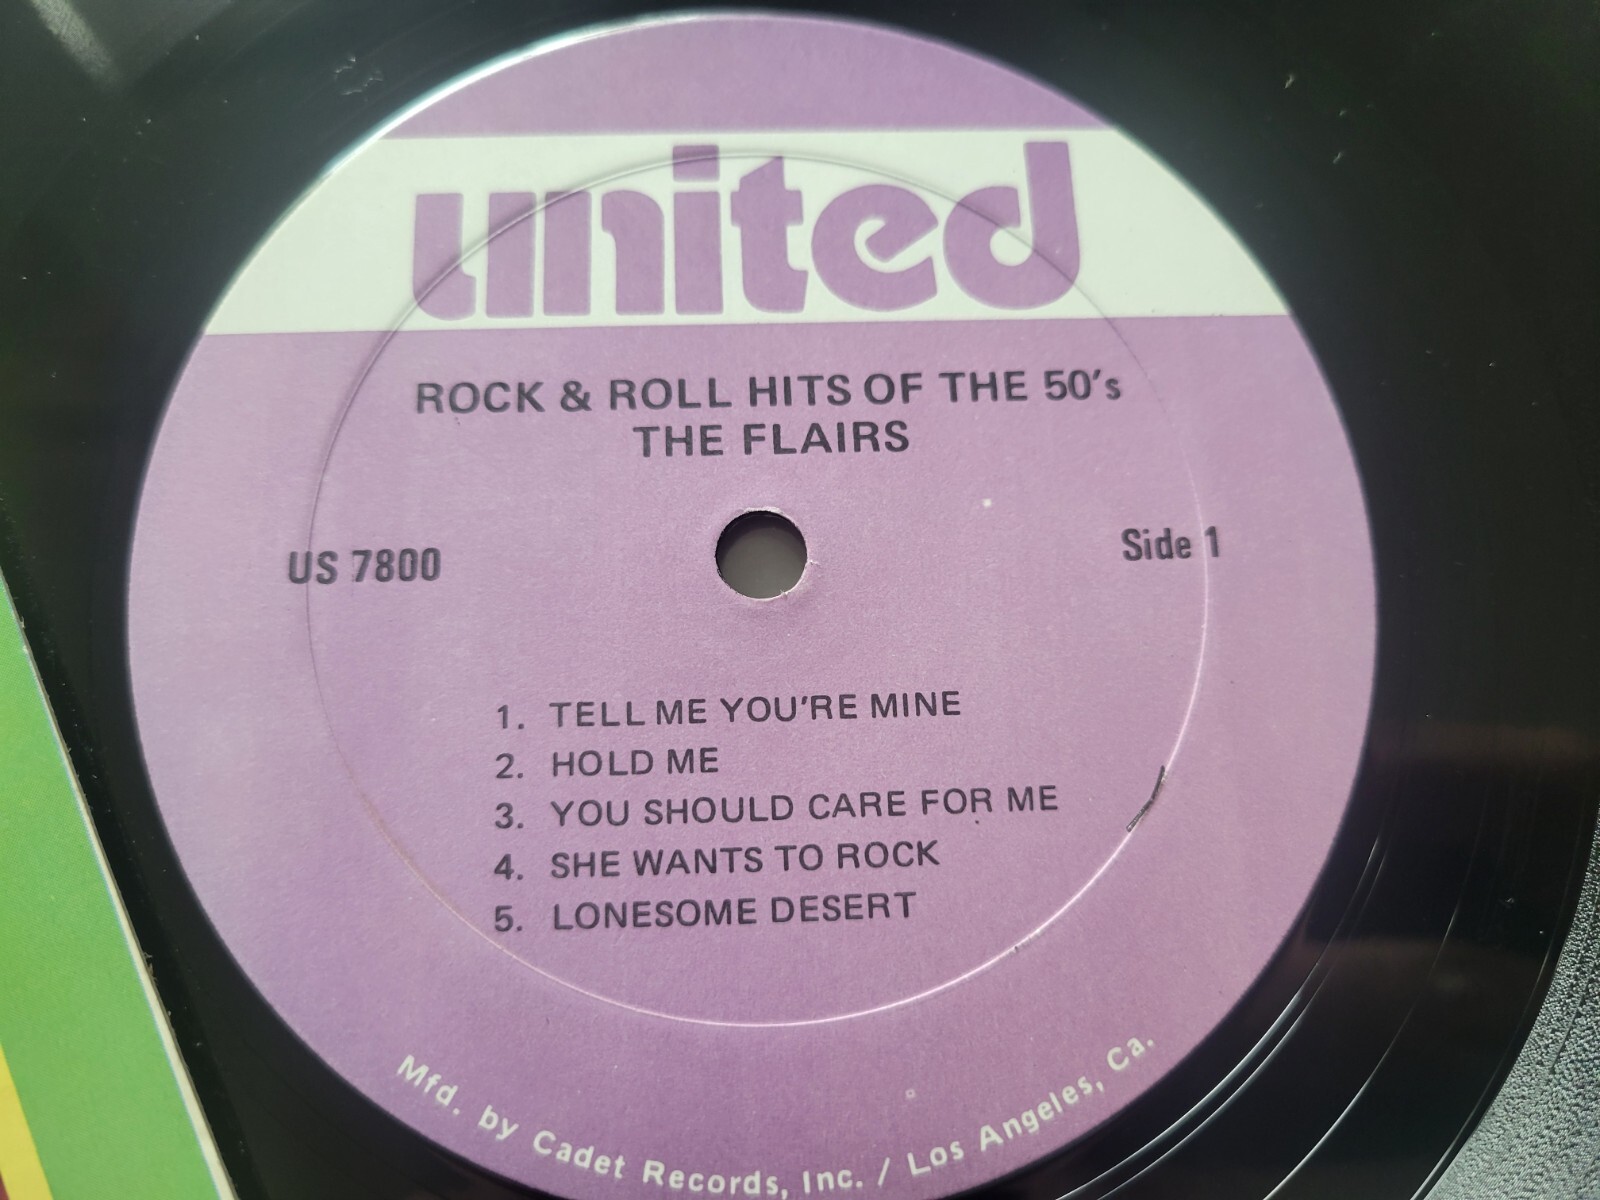 united
ROCK & ROLL HITS OF THE 50's
THE FLAIRS
US 7800
Side 1
1. TELL ME YOU'RE MINE
2. HOLD ME
3. YOU SHOULD CARE FOR ME
4. SHE WANTS TO ROCK
5. LONESOME DESERT
Mfd. by Cadet Records, Inc. / Los Angeles, Ca.